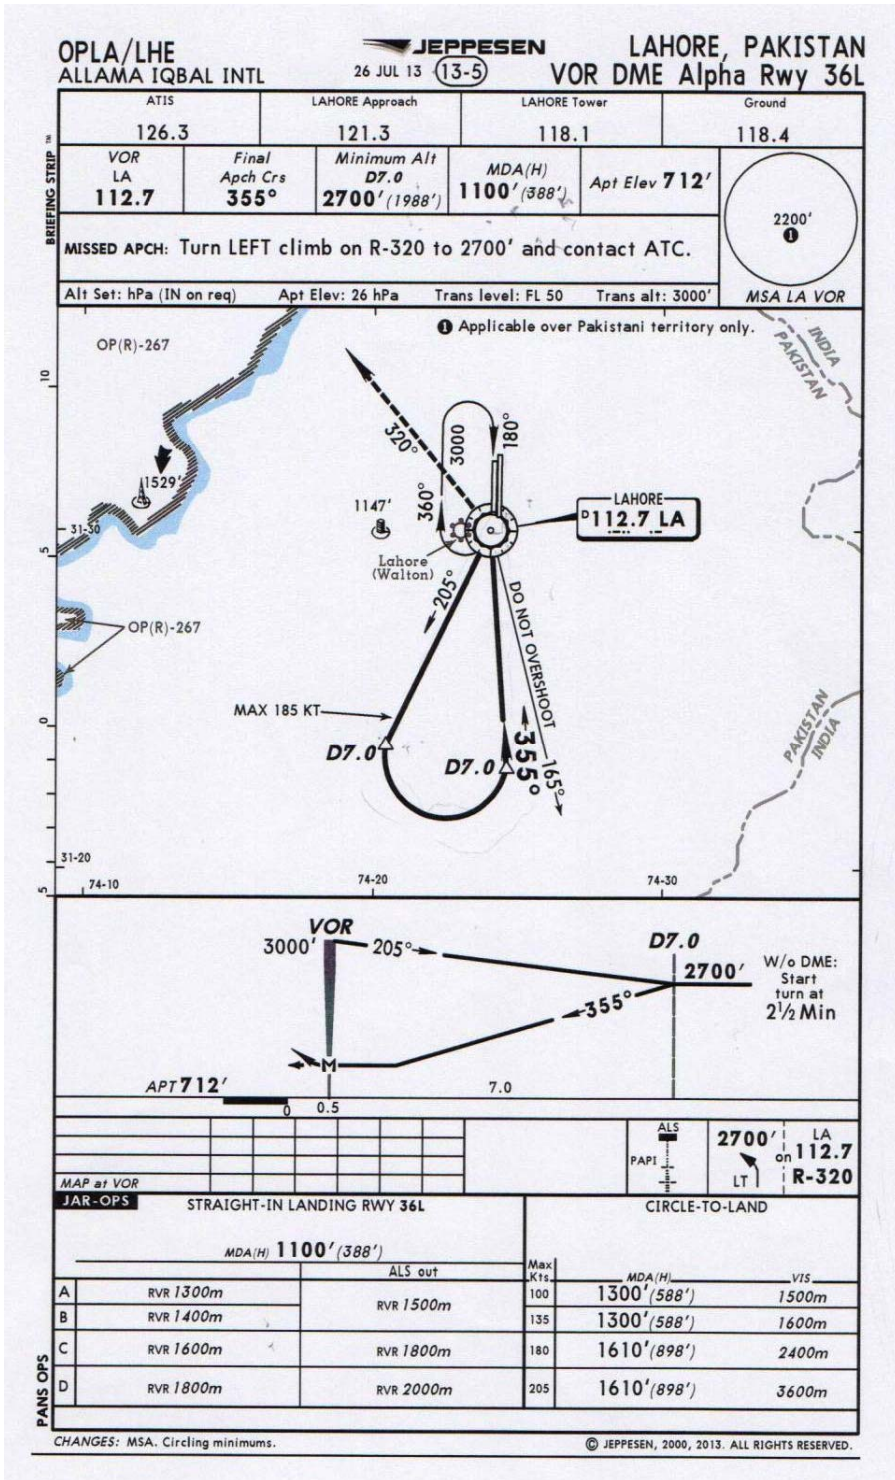 OPLA/LHE
ALLAMA IQBAL INTL
JEPPESEN
26 JUL 13 13-5
LAHORE, PAKISTAN
VOR DME Alpha Rwy 36L
BRIEFING STRIP TM
ATIS
126.3
LAHORE Approach
121.3
LAHORE Tower
118.1
Ground
118.4
VOR
LA
112.7
Final
Apch Crs
355°
Minimum Alt
D7.0
2700' (1988')
MDA(H)
1100' (388')
Apt Elev 712'
2200'
1
MSA LA VOR
MISSED APCH: Turn LEFT climb on R-320 to 2700' and contact ATC.
Alt Set: hPa (IN on req) Apt Elev: 26 hPa Trans level: FL 50 Trans alt: 3000'
1 Applicable over Pakistani territory only.
OP(R)-267
INDIA
PAKISTAN
10
320°
3000
180°
360°
1529'
1147'
31-30
5
LAHORE
D112.7 LA
Lahore
(Walton)
205°
DO NOT OVERSHOOT
165°
OP(R)-267
MAX 185 KT
0
D7.0
D7.0
355°
PAKISTAN
INDIA
31-20
5
74-10
74-20
74-30
VOR
3000'
205°
D7.0
2700'
355°
W/o DME:
Start
turn at
2 1/2 Min
M
APT 712'
0
0.5
7.0
MAP at VOR
ALS
PAPI
2700'
LT
on
LA
112.7
R-320
JAR-OPS
STRAIGHT-IN LANDING RWY 36L
CIRCLE-TO-LAND
MDA(H) 1100' (388')
ALS out
Max
Kts
MDA(H)
VIS
A RVR 1300m
RVR 1500m
100 1300' (588') 1500m
B RVR 1400m
135 1300' (588') 1600m
C RVR 1600m RVR 1800m 180 1610' (898') 2400m
D RVR 1800m RVR 2000m 205 1610' (898') 3600m
PANS OPS
CHANGES: MSA. Circling minimums.
© JEPPESEN, 2000, 2013. ALL RIGHTS RESERVED.